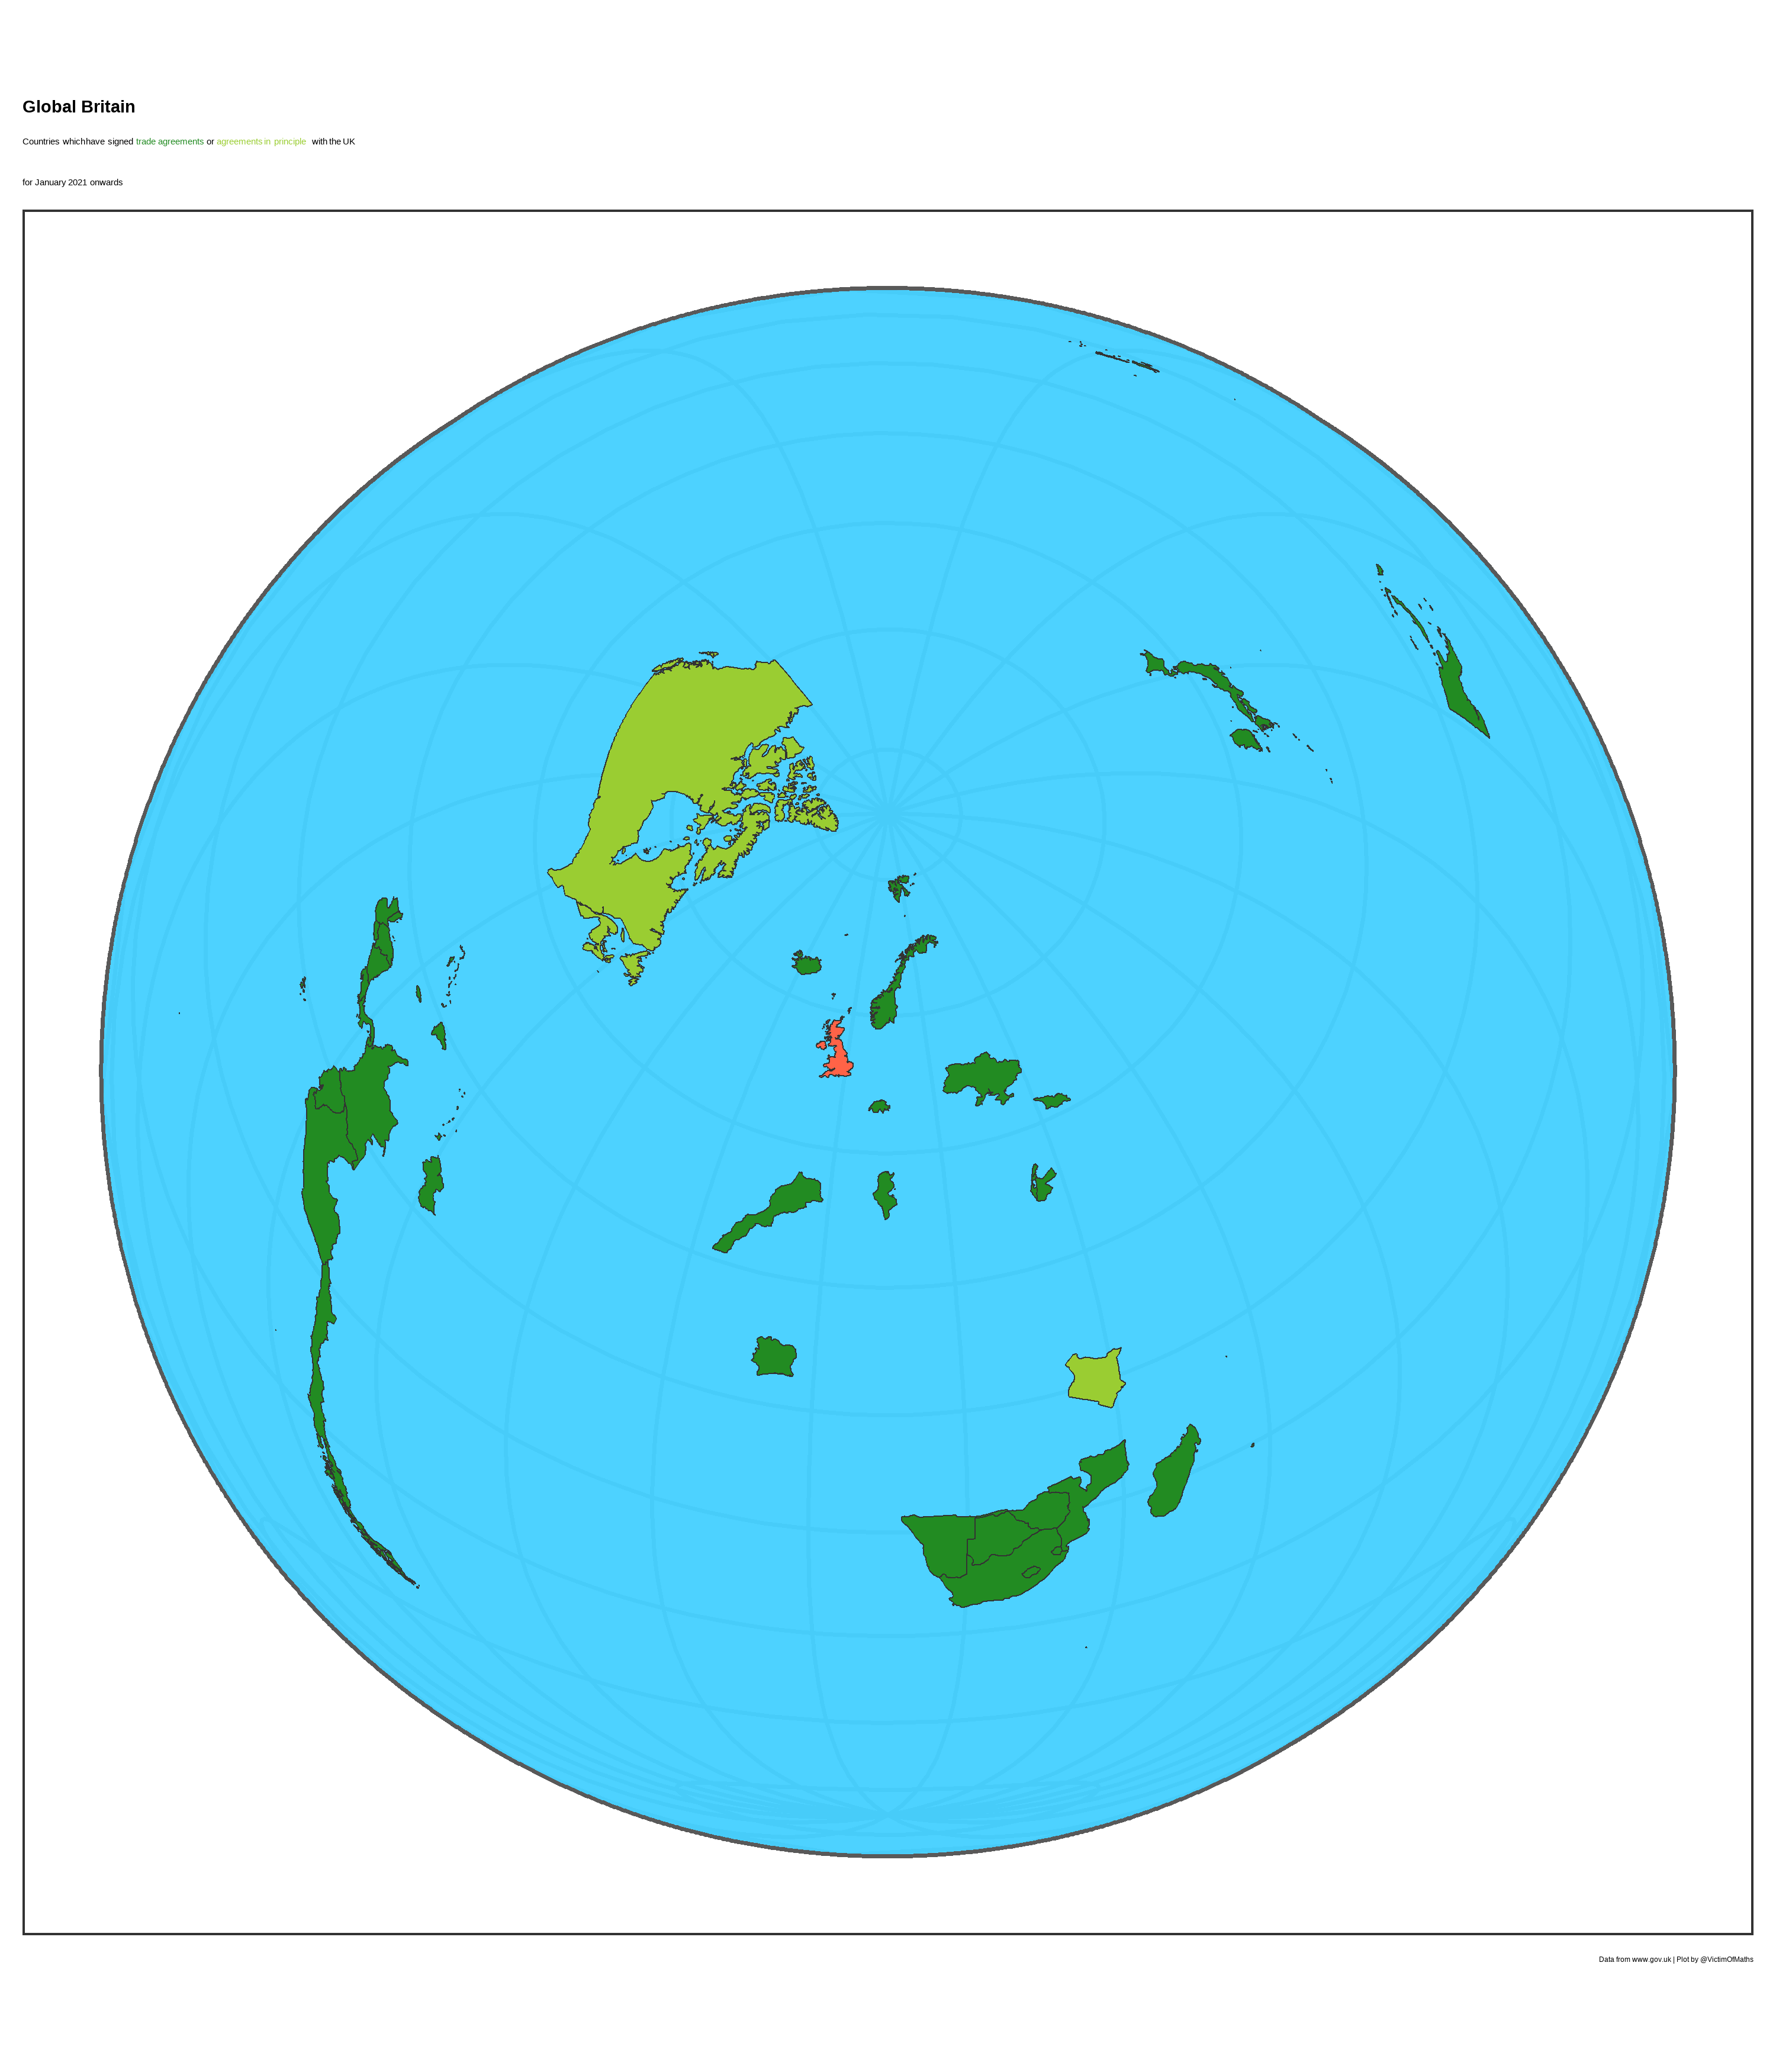 Global Britain
Countries which have signed trade agreements or agreements in principle with the UK
for January 2021 onwards
Data from www.gov.uk | Plot by @VictimOfMaths